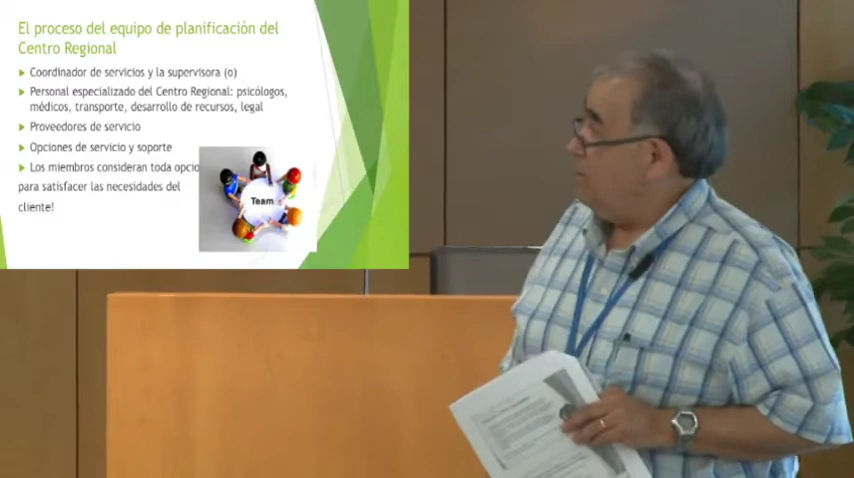 El proceso del equipo de planificación del
Centro Regional
Coordinador de servicios y la supervisora (o)
Personal especializado del Centro Regional: psicólogos,
médicos, transporte, desarrollo de recursos, legal
Proveedores de servicio
Opciones de servicio y soporte
Los miembros consideran toda opcio
para satisfacer las necesidades del
cliente!
Team